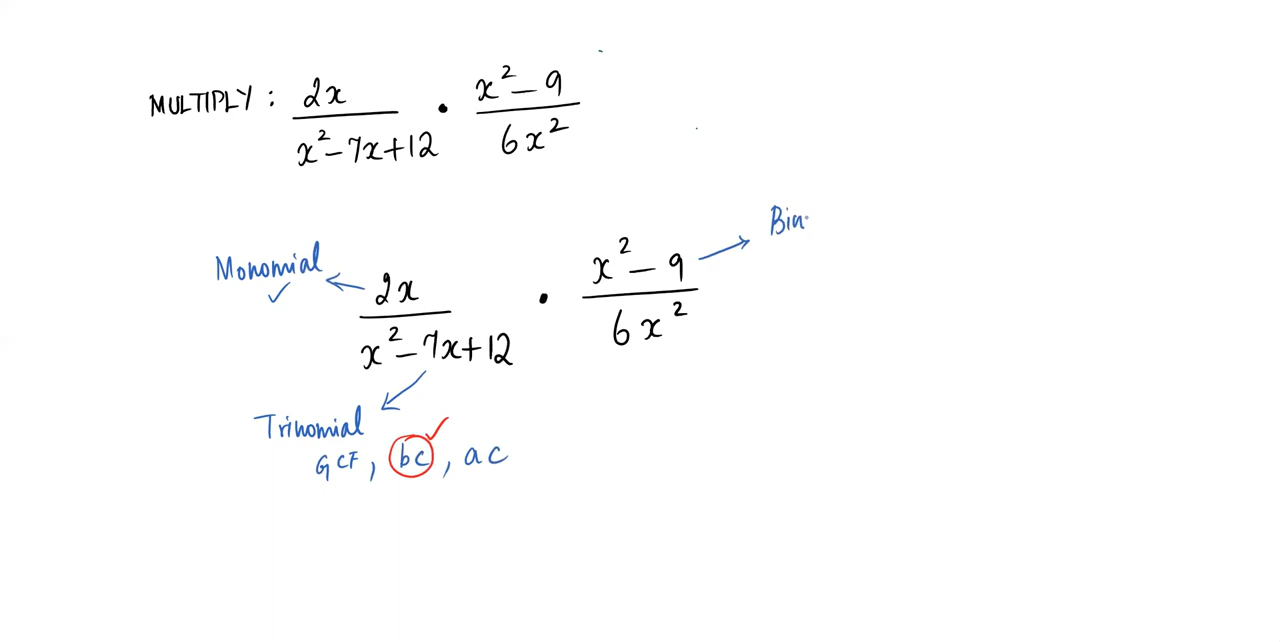 MULTIPLY : 2x / x² - 7x + 12 · x² - 9 / 6x²
Bin
Monomial
2x / x² - 7x + 12 · x² - 9 / 6x²
Trinomial
GCF, bc, ac